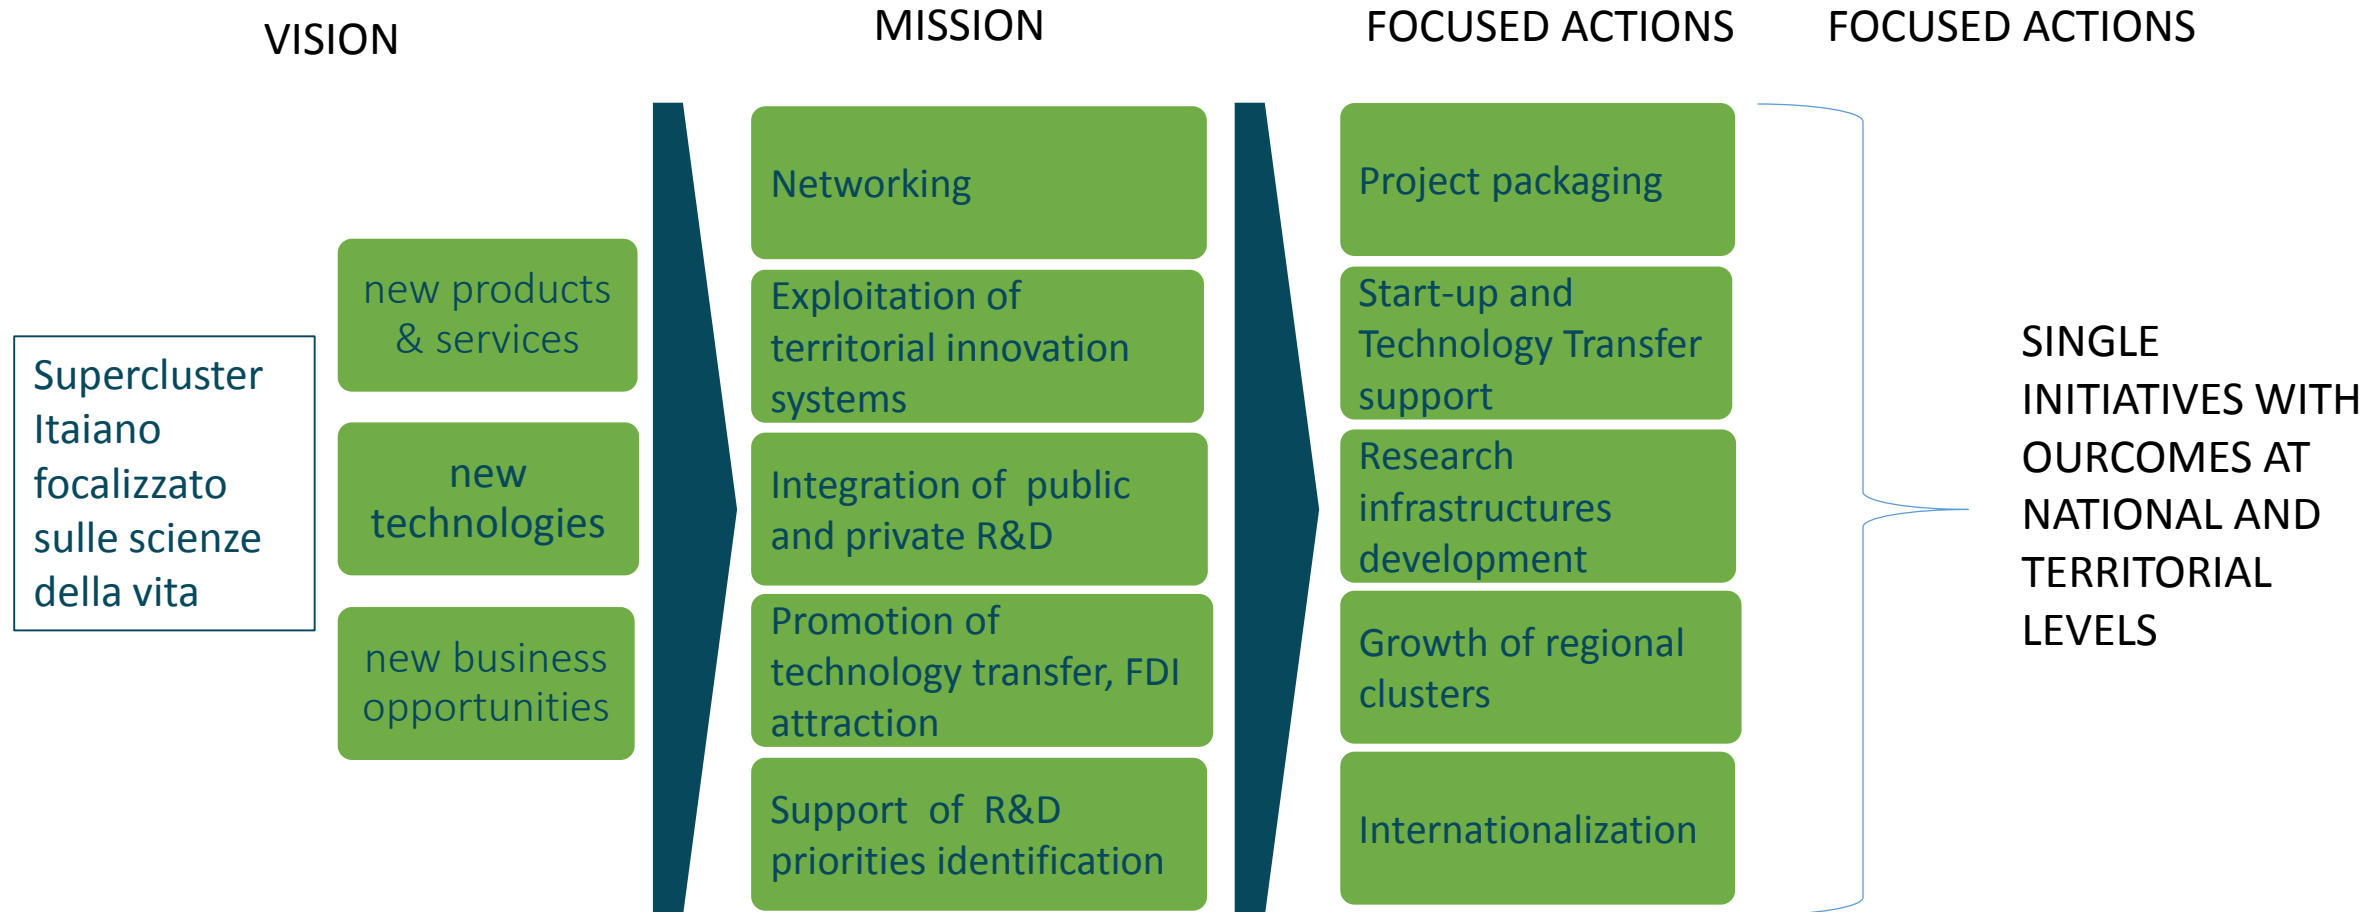 VISION
MISSION
FOCUSED ACTIONS
FOCUSED ACTIONS
Supercluster
Itaiano
focalizzato
sulle scienze
della vita
new products
& services
new
technologies
new business
opportunities
Networking
Exploitation of
territorial innovation
systems
Integration of public
and private R&D
Promotion of
technology transfer, FDI
attraction
Support of R&D
priorities identification
Project packaging
Start-up and
Technology Transfer
support
Research
infrastructures
development
Growth of regional
clusters
Internationalization
SINGLE
INITIATIVES WITH
OURCOMES AT
NATIONAL AND
TERRITORIAL
LEVELS